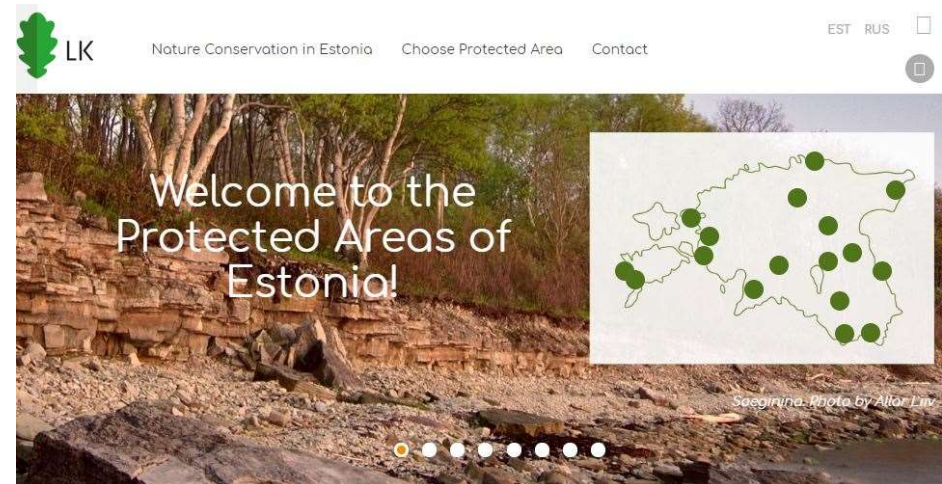 LK
Nature Conservation in Estonia
Choose Protected Area
Contact
EST
RUS
Welcome to the
Protected Areas of
Estonia!
Saeginina. Photo by Allar Liiv